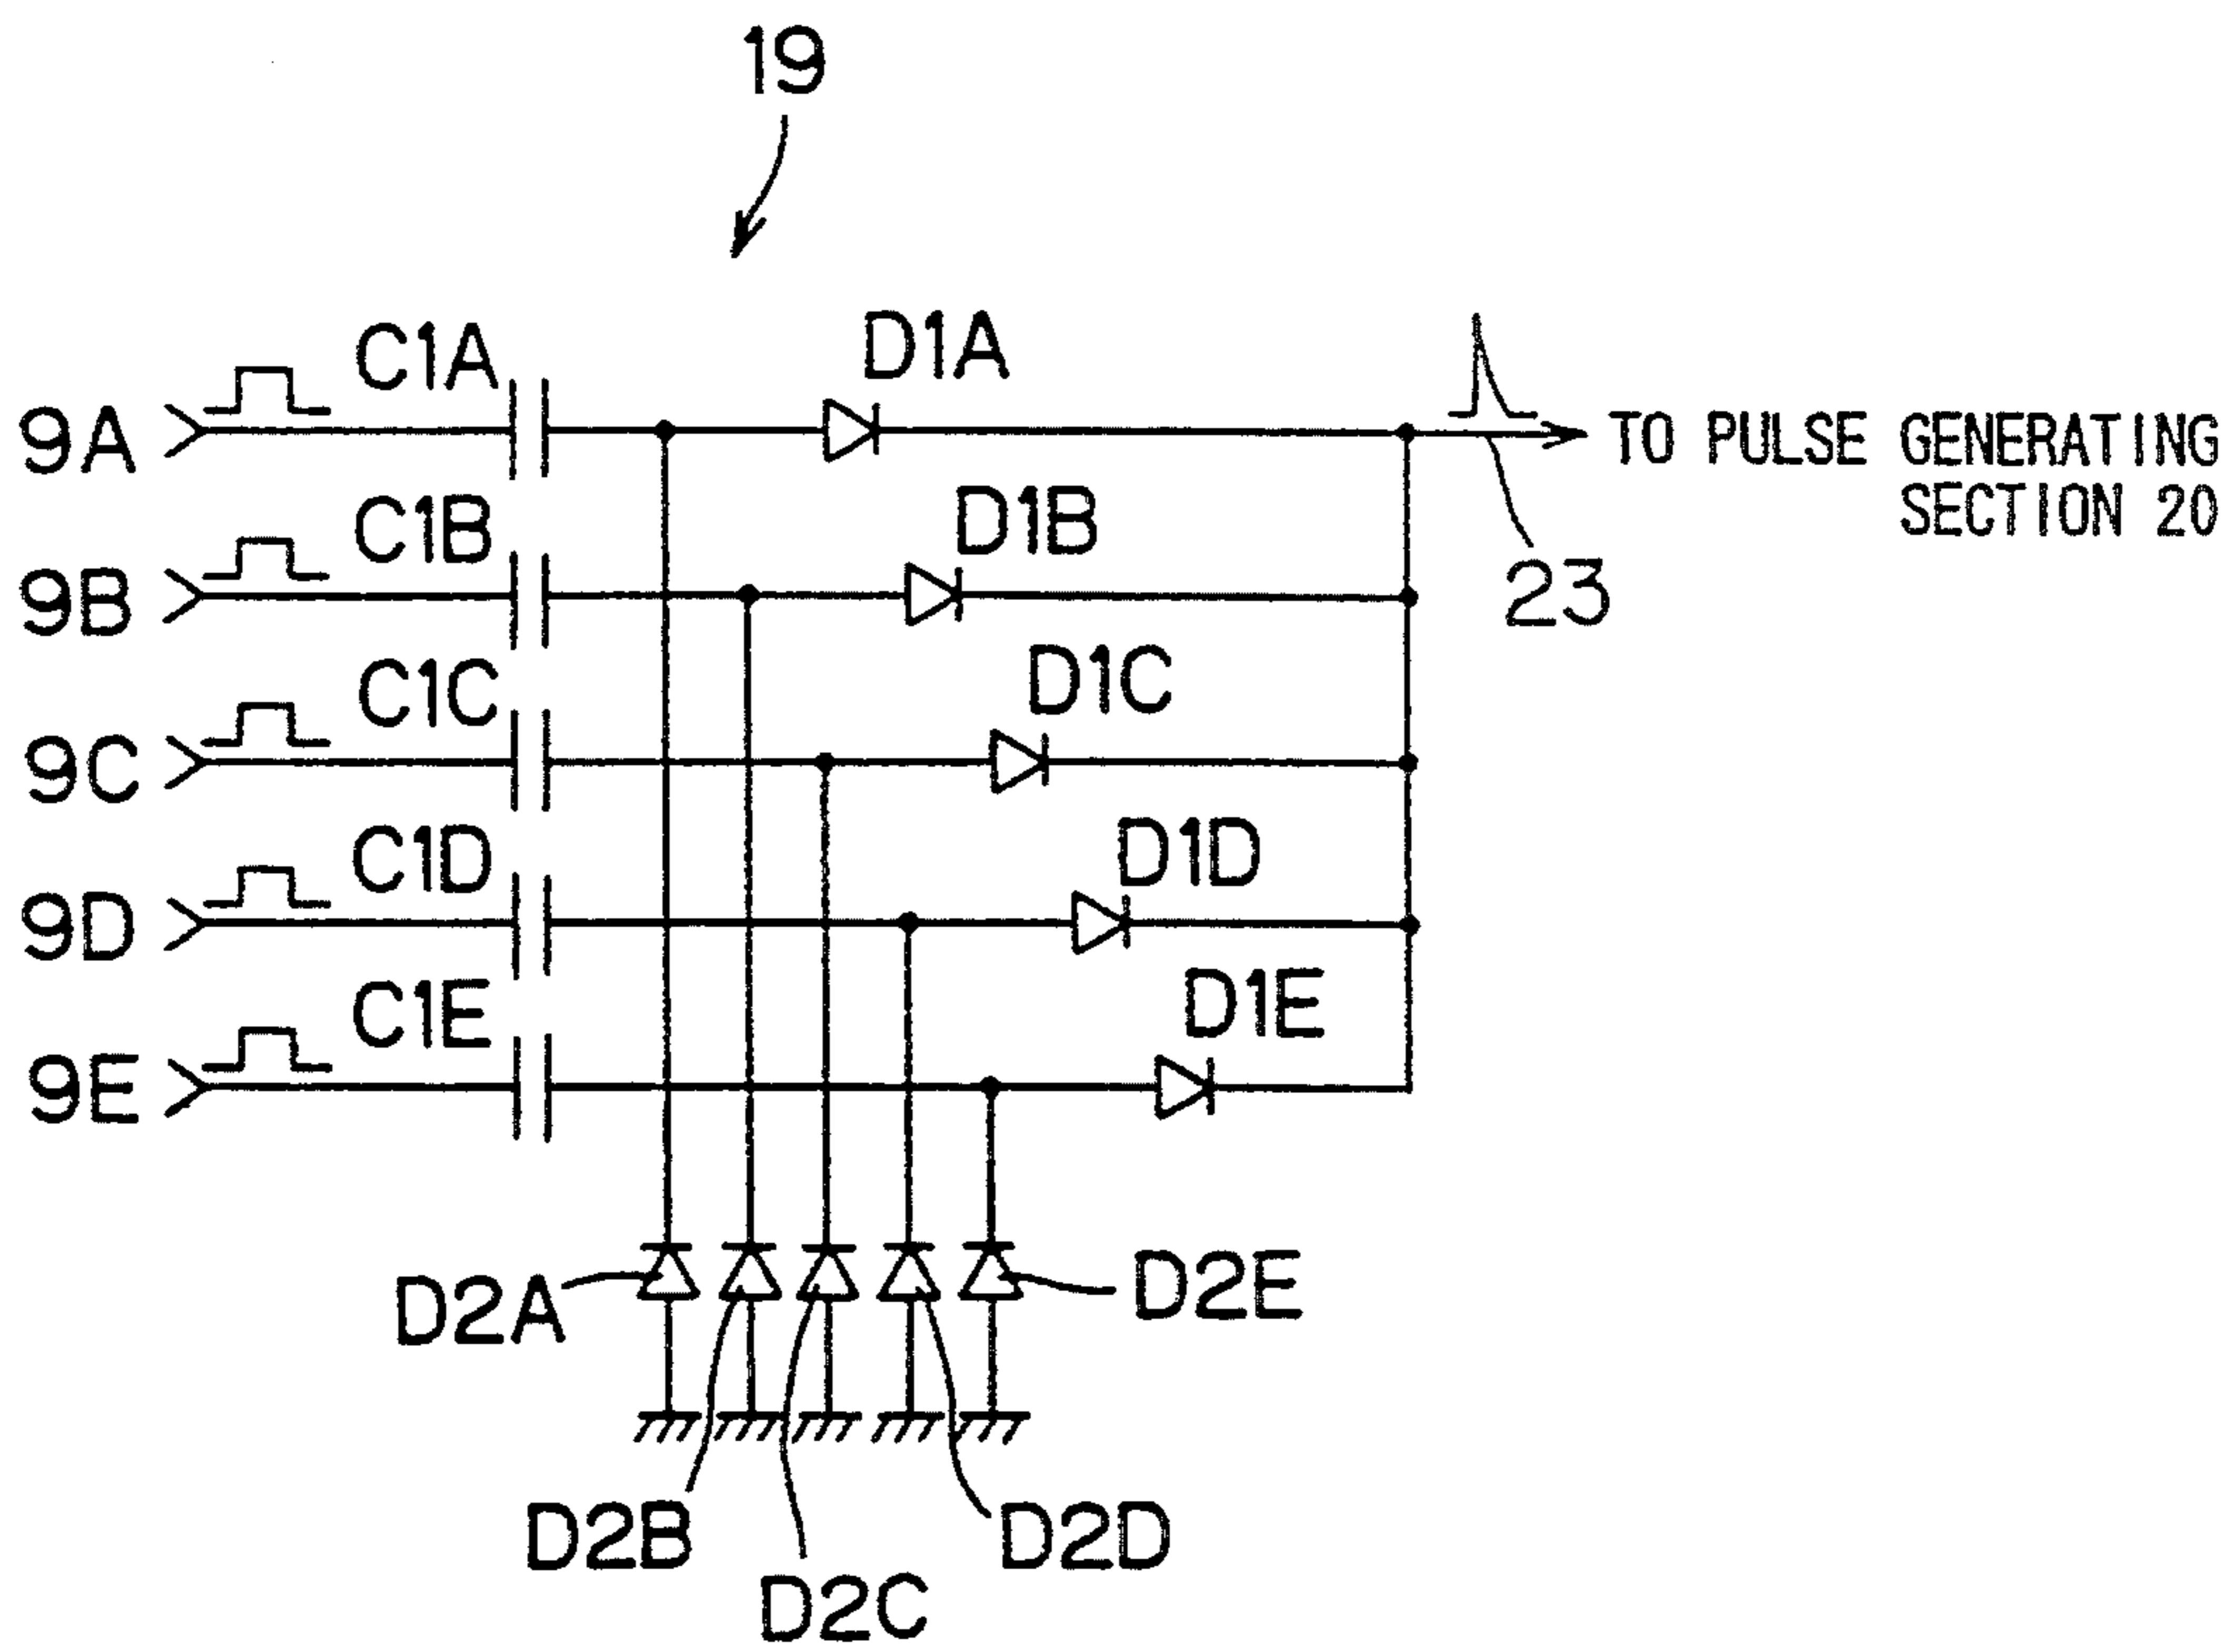 19
C1A
D1A
9A
TO PULSE GENERATING
SECTION 20
C1B
D1B
9B
23
C1C
D1C
9C
C1D
D1D
9D
C1E
D1E
9E
D2A
D2E
D2B
D2D
D2C